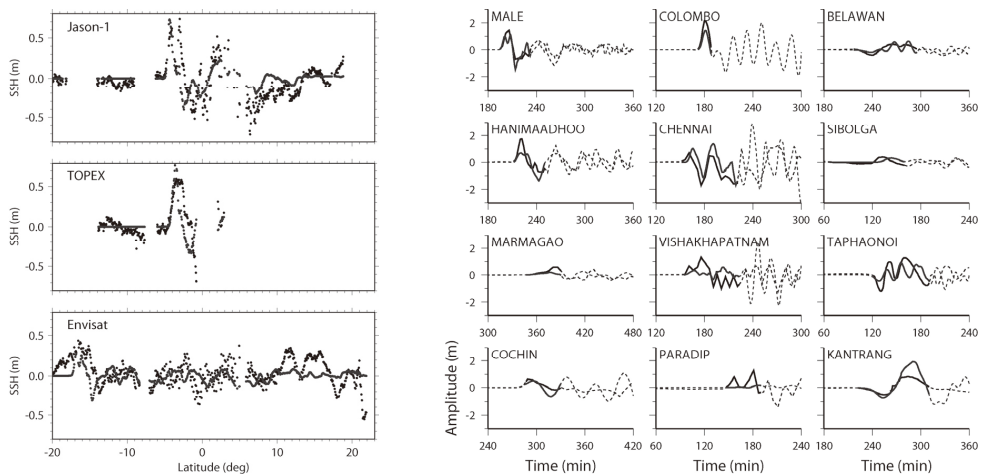 Jason-1
SSH (m)
0.5
0.0
-0.5
TOPEX
SSH (m)
0.5
0.0
-0.5
Envisat
SSH (m)
0.5
0.0
-0.5
-20 -10 0 10 20
Latitude (deg)
Amplitude (m)
MALE COLOMBO BELAWAN
2
0
-2
180 240 300 360 120 180 240 300 180 240 300 360
HANIMAADHOO CHENNAI SIBOLGA
2
0
-2
180 240 300 360 120 180 240 300 60 120 180 240
MARMAGAO VISHAKHAPATNAM TAPHAONOI
2
0
-2
300 360 420 480 120 180 240 300 60 120 180 240
COCHIN PARADIP KANTRANG
2
0
-2
240 300 360 420 60 120 180 240 180 240 300 360
Time (min) Time (min) Time (min)